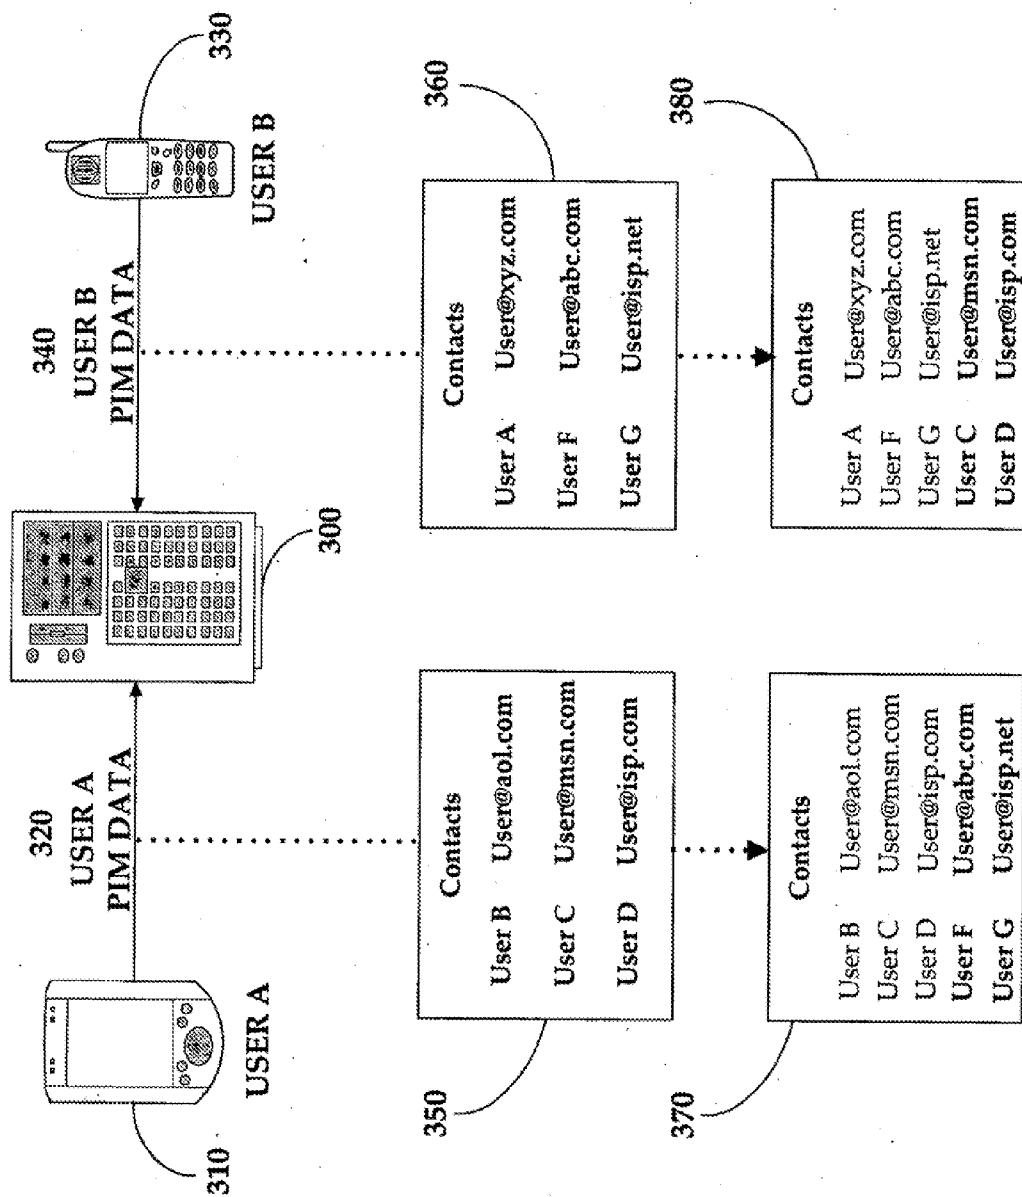 320
USER A
PIM DATA
340
USER B
PIM DATA
310
USER A
300
330
USER B
350
Contacts
User B User@aol.com
User C User@msn.com
User D User@isp.com
360
Contacts
User A User@xyz.com
User F User@abc.com
User G User@isp.net
370
Contacts
User B User@aol.com
User C User@msn.com
User D User@isp.com
User F User@abc.com
User G User@isp.net
380
Contacts
User A User@xyz.com
User F User@abc.com
User G User@isp.net
User C User@msn.com
User D User@isp.com